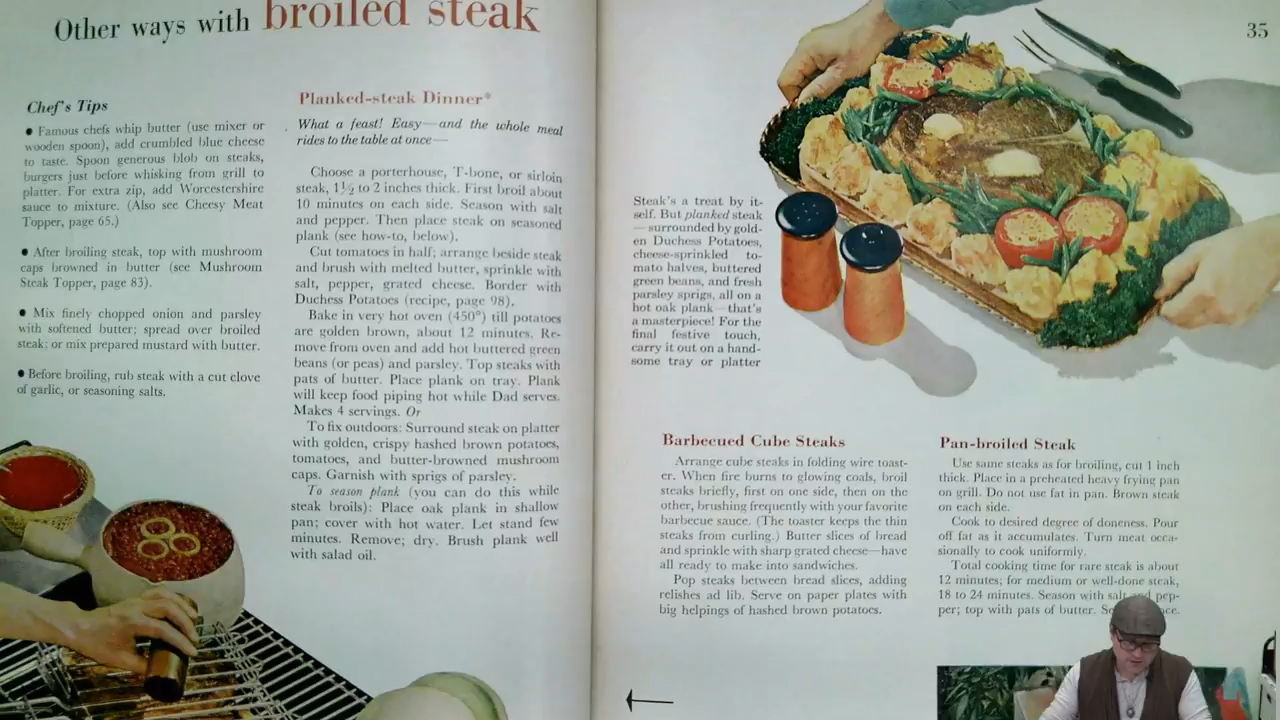 Other ways with broiled steak
Chef's Tips
• Famous chefs whip butter (use mixer or
wooden spoon), add crumbled blue cheese
to taste. Spoon generous blob on steaks,
burgers just before whisking from grill to
platter. For extra zip, add Worcestershire
sauce to mixture. (Also see Cheesy Meat
Topper, page 65.)
• After broiling steak, top with mushroom
caps browned in butter (see Mushroom
Steak Topper, page 83).
• Mix finely chopped onion and parsley
with softened butter; spread over broiled
steak: or mix prepared mustard with butter.
• Before broiling, rub steak with a cut clove
of garlic, or seasoning salts.
Planked-steak Dinner*
What a feast! Easy—and the whole meal
rides to the table at once—
Choose a porterhouse, T-bone, or sirloin
steak, 1½ to 2 inches thick. First broil about
10 minutes on each side. Season with salt
and pepper. Then place steak on seasoned
plank (see how-to, below).
Cut tomatoes in half; arrange beside steak
and brush with melted butter, sprinkle with
salt, pepper, grated cheese. Border with
Duchess Potatoes (recipe, page 98).
Bake in very hot oven (450°) till potatoes
are golden brown, about 12 minutes. Re-
move from oven and add hot buttered green
beans (or peas) and parsley. Top steaks with
pats of butter. Place plank on tray. Plank
will keep food piping hot while Dad serves.
Makes 4 servings. Or
To fix outdoors: Surround steak on platter
with golden, crispy hashed brown potatoes,
tomatoes, and butter-browned mushroom
caps. Garnish with sprigs of parsley.
To season plank (you can do this while
steak broils): Place oak plank in shallow
pan; cover with hot water. Let stand few
minutes. Remove; dry. Brush plank well
with salad oil.
35
Steak's a treat by it-
self. But planked steak
—surrounded by gold-
en Duchess Potatoes,
cheese-sprinkled to-
mato halves, buttered
green beans, and fresh
parsley sprigs, all on a
hot oak plank—that's
a masterpiece! For the
final festive touch,
carry it out on a hand-
some tray or platter
Barbecued Cube Steaks
Arrange cube steaks in folding wire toast-
er. When fire burns to glowing coals, broil
steaks briefly, first on one side, then on the
other, brushing frequently with your favorite
barbecue sauce. (The toaster keeps the thin
steaks from curling.) Butter slices of bread
and sprinkle with sharp grated cheese—have
all ready to make into sandwiches.
Pop steaks between bread slices, adding
relishes ad lib. Serve on paper plates with
big helpings of hashed brown potatoes.
Pan-broiled Steak
Use same steaks as for broiling, cut 1 inch
thick. Place in a preheated heavy frying pan
on grill. Do not use fat in pan. Brown steak
on each side.
Cook to desired degree of doneness. Pour
off fat as it accumulates. Turn meat occa-
sionally to cook uniformly.
Total cooking time for rare steak is about
12 minutes; for medium or well-done steak,
18 to 24 minutes. Season with salt and pep-
per; top with pats of butter.